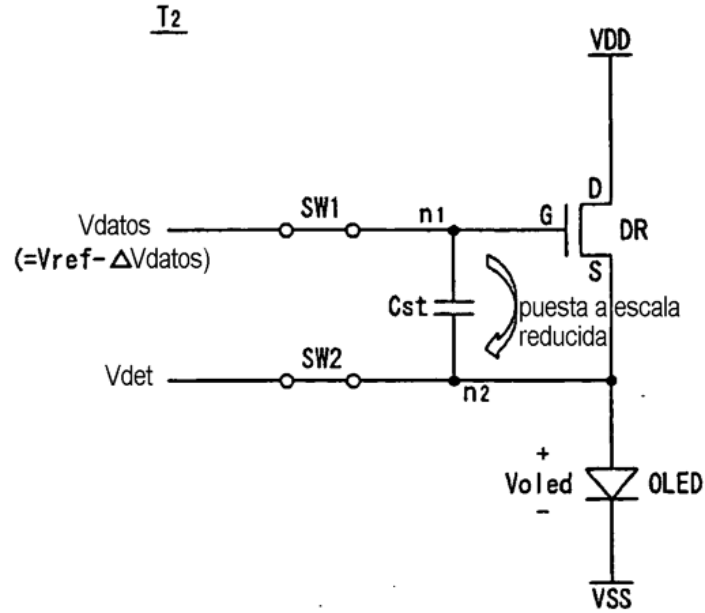 T2
VDD
D
SW1
n1
G
DR
Vdatos
(=Vref-ΔVdatos)
S
Cst
puesta a escala
reducida
SW2
Vdet
n2
+
Voled
OLED
-
VSS